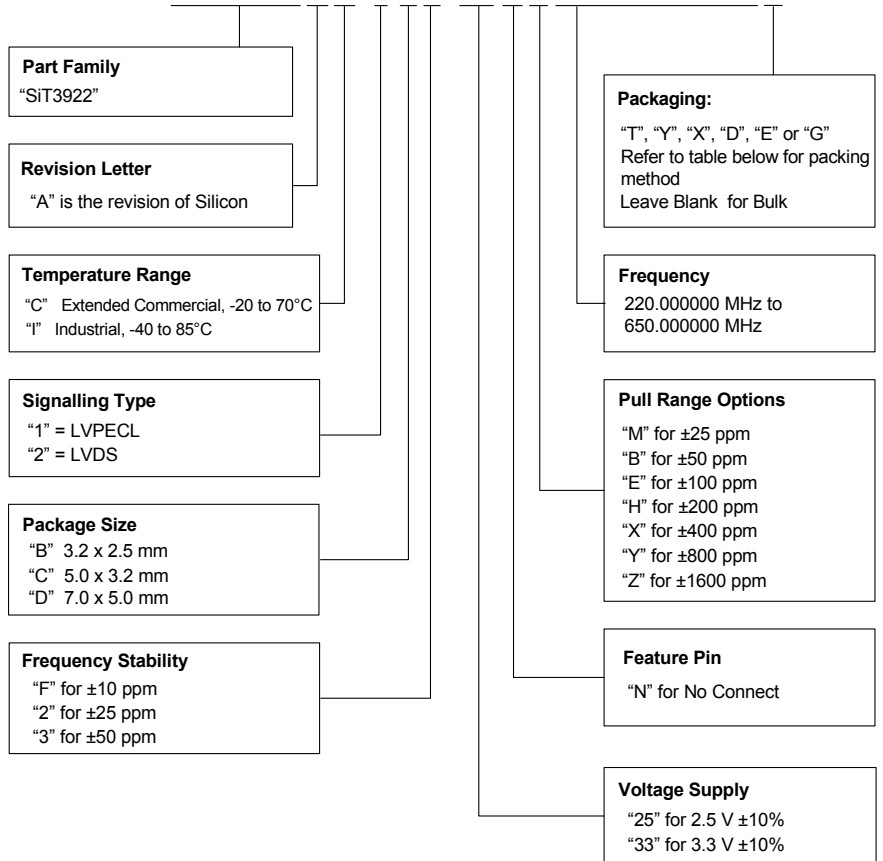 Part Family
“SiT3922”
Revision Letter
“A” is the revision of Silicon
Temperature Range
“C” Extended Commercial, -20 to 70°C
“I” Industrial, -40 to 85°C
Signalling Type
“1” = LVPECL
“2” = LVDS
Package Size
“B” 3.2 x 2.5 mm
“C” 5.0 x 3.2 mm
“D” 7.0 x 5.0 mm
Frequency Stability
“F” for ±10 ppm
“2” for ±25 ppm
“3” for ±50 ppm
Packaging:
“T”, “Y”, “X”, “D”, “E” or “G”
Refer to table below for packing
method
Leave Blank for Bulk
Frequency
220.000000 MHz to
650.000000 MHz
Pull Range Options
“M” for ±25 ppm
“B” for ±50 ppm
“E” for ±100 ppm
“H” for ±200 ppm
“X” for ±400 ppm
“Y” for ±800 ppm
“Z” for ±1600 ppm
Feature Pin
“N” for No Connect
Voltage Supply
“25” for 2.5 V ±10%
“33” for 3.3 V ±10%